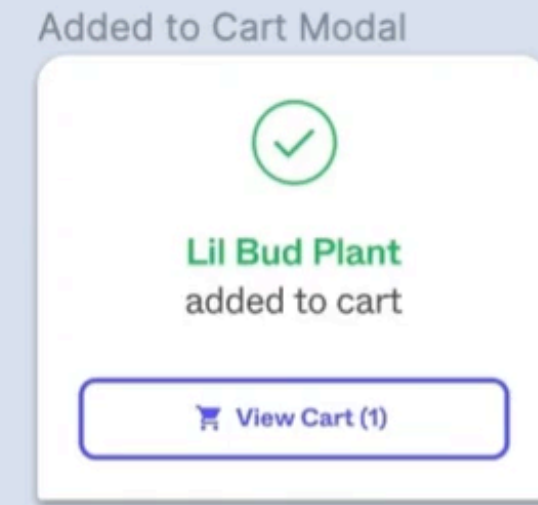 Added to Cart Modal
Lil Bud Plant
added to cart
View Cart (1)